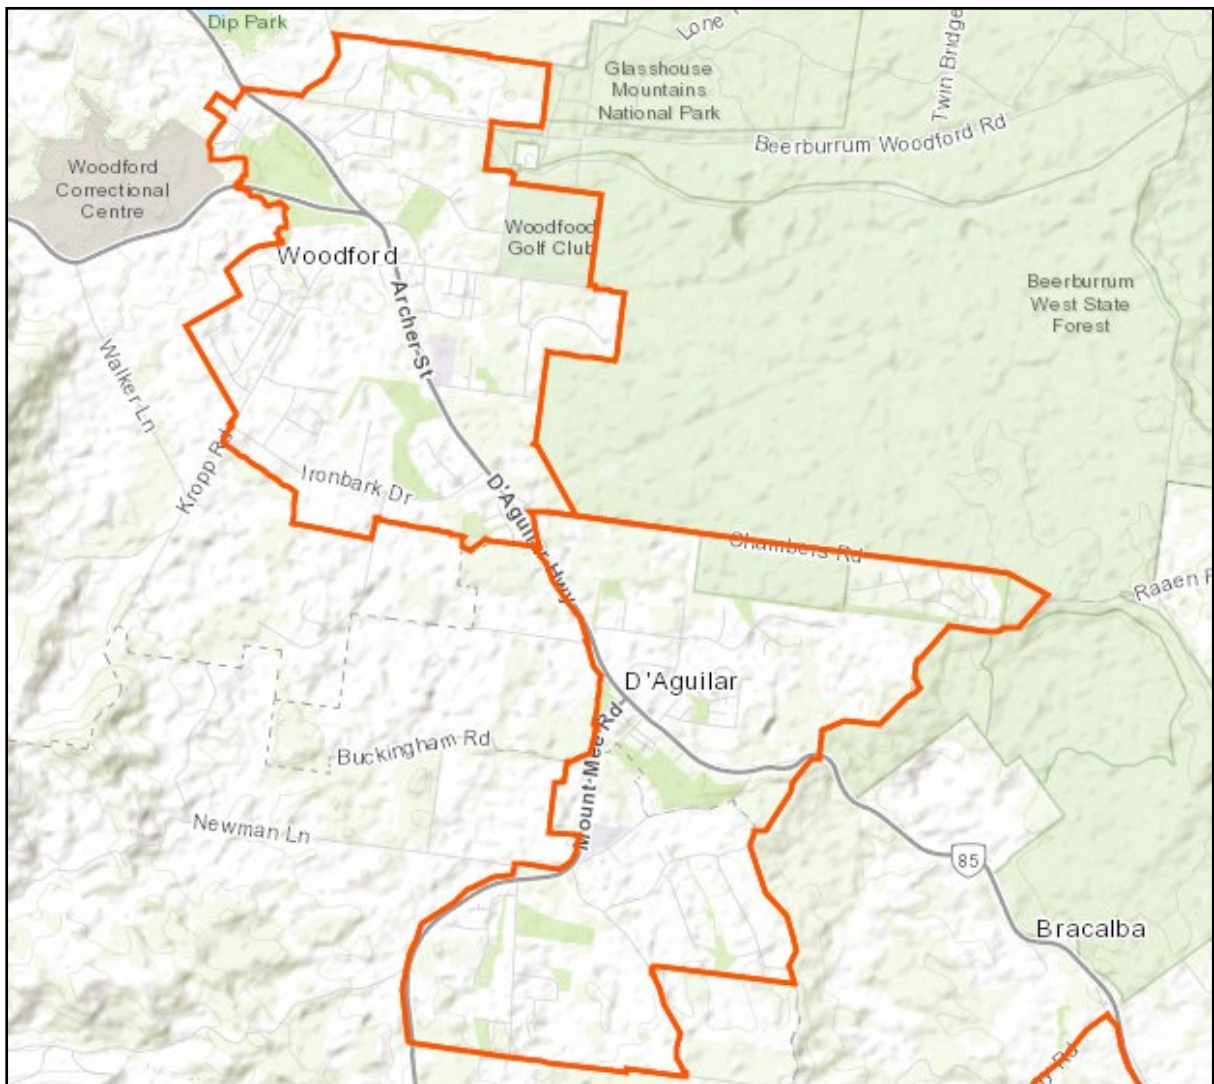 Dip Park
Lone
Twin Bridge
Glasshouse
Mountains
National Park
Beerburrum Woodford Rd
Woodford
Correctional
Centre
Woodfood
Golf Club
Woodford
Beerburrum
West State
Forest
Archer-St
Walker Ln
Kropp Rd
Ironbark Dr
D'Aguilar-Hwy
Chambers Rd
Raaen
D'Aguilar
Mount-Mee-Rd
Buckingham-Rd
Newman Ln
85
Bracalba
Rd